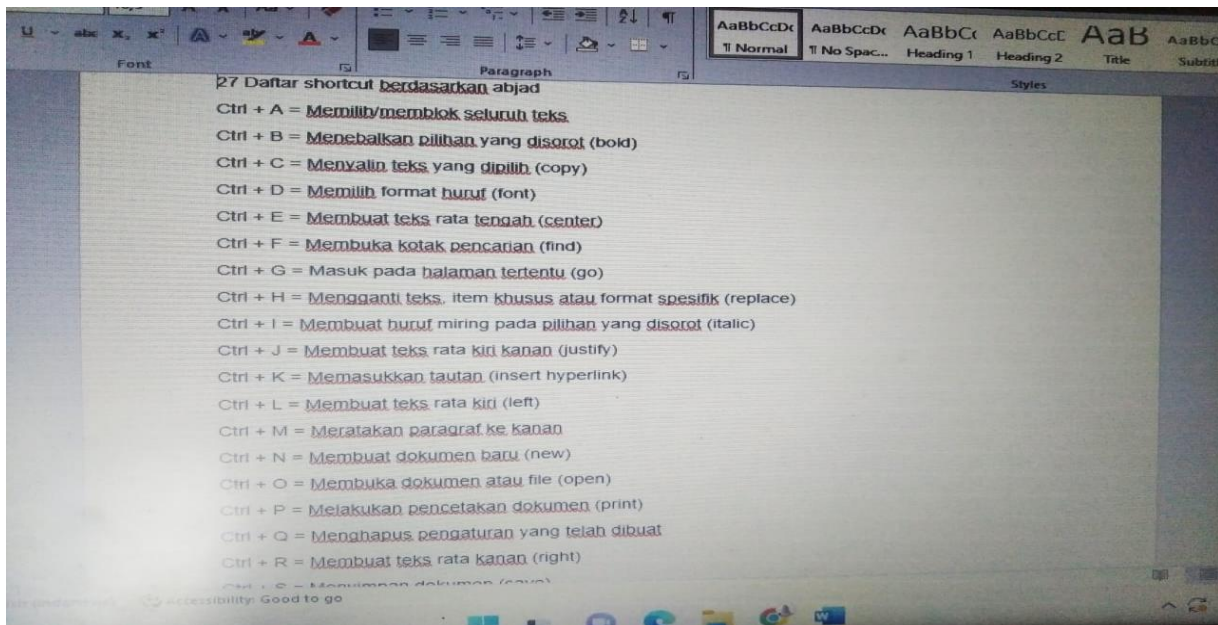 U abc x₂ x² A A
AaBbCcDc AaBbCcDc AaBbCc AaBbCcC AaB AaBbC
¶ Normal ¶ No Spac... Heading 1 Heading 2 Title
Font Paragraph Styles
27 Daftar shortcut berdasarkan abjad
Ctrl + A = Memilih/memblok seluruh teks
Ctrl + B = Menebalkan pilihan yang disorot (bold)
Ctrl + C = Menyalin teks yang dipilih (copy)
Ctrl + D = Memilih format huruf (font)
Ctrl + E = Membuat teks rata tengah (center)
Ctrl + F = Membuka kotak pencarian (find)
Ctrl + G = Masuk pada halaman tertentu (go)
Ctrl + H = Mengganti teks, item khusus atau format spesifik (replace)
Ctrl + I = Membuat huruf miring pada pilihan yang disorot (italic)
Ctrl + J = Membuat teks rata kiri kanan (justify)
Ctrl + K = Memasukkan tautan (insert hyperlink)
Ctrl + L = Membuat teks rata kiri (left)
Ctrl + M = Meratakan paragraf ke kanan
Ctrl + N = Membuat dokumen baru (new)
Ctrl + O = Membuka dokumen atau file (open)
Ctrl + P = Melakukan pencetakan dokumen (print)
Ctrl + Q = Menghapus pengaturan yang telah dibuat
Ctrl + R = Membuat teks rata kanan (right)
Ctrl + S = Menyimpan dokumen (save)
Accessibility: Good to go